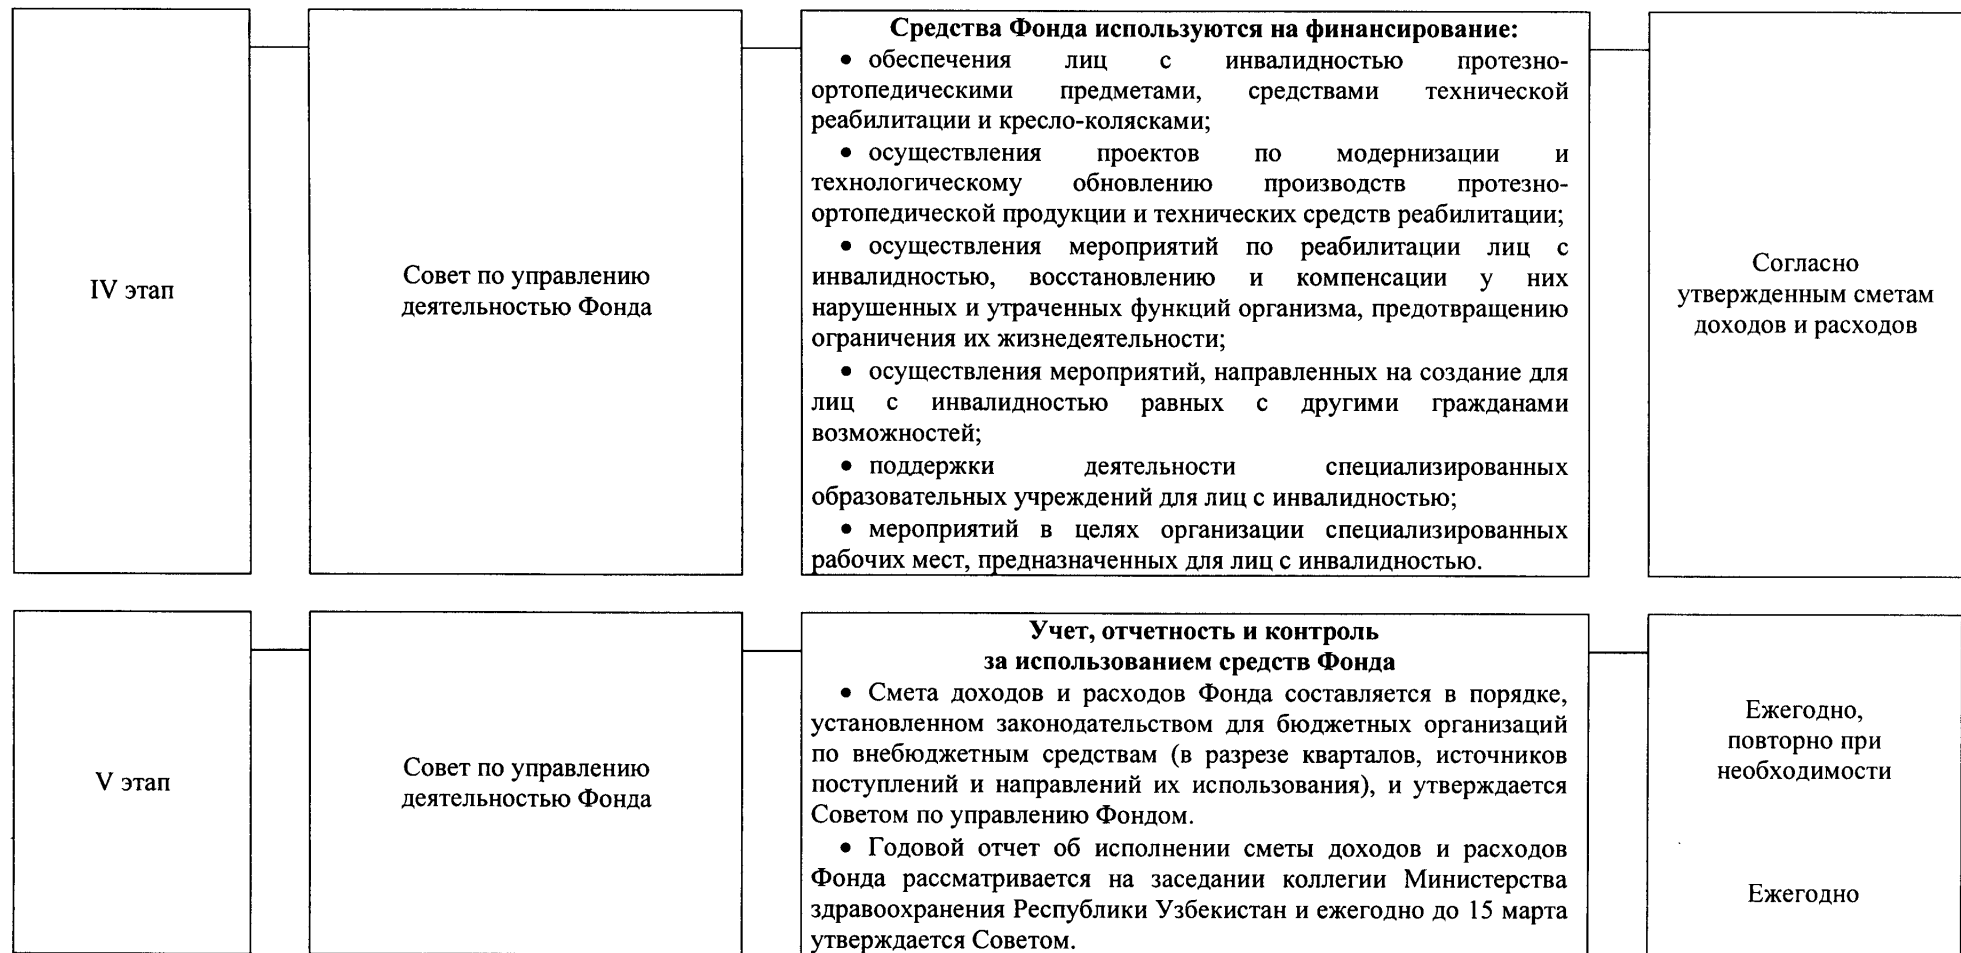 IV этап
Совет по управлению
деятельностью Фонда
Средства Фонда используются на финансирование:
• обеспечения лиц с инвалидностью протезно-
ортопедическими предметами, средствами технической
реабилитации и кресло-колясками;
• осуществления проектов по модернизации и
технологическому обновлению производств протезно-
ортопедической продукции и технических средств реабилитации;
• осуществления мероприятий по реабилитации лиц с
инвалидностью, восстановлению и компенсации у них
нарушенных и утраченных функций организма, предотвращению
ограничения их жизнедеятельности;
• осуществления мероприятий, направленных на создание для
лиц с инвалидностью равных с другими гражданами
возможностей;
• поддержки деятельности специализированных
образовательных учреждений для лиц с инвалидностью;
• мероприятий в целях организации специализированных
рабочих мест, предназначенных для лиц с инвалидностью.
Согласно
утвержденным сметам
доходов и расходов
V этап
Совет по управлению
деятельностью Фонда
Учет, отчетность и контроль
за использованием средств Фонда
• Смета доходов и расходов Фонда составляется в порядке,
установленном законодательством для бюджетных организаций
по внебюджетным средствам (в разрезе кварталов, источников
поступлений и направлений их использования), и утверждается
Советом по управлению Фондом.
• Годовой отчет об исполнении сметы доходов и расходов
Фонда рассматривается на заседании коллегии Министерства
здравоохранения Республики Узбекистан и ежегодно до 15 марта
утверждается Советом.
Ежегодно,
повторно при
необходимости
Ежегодно